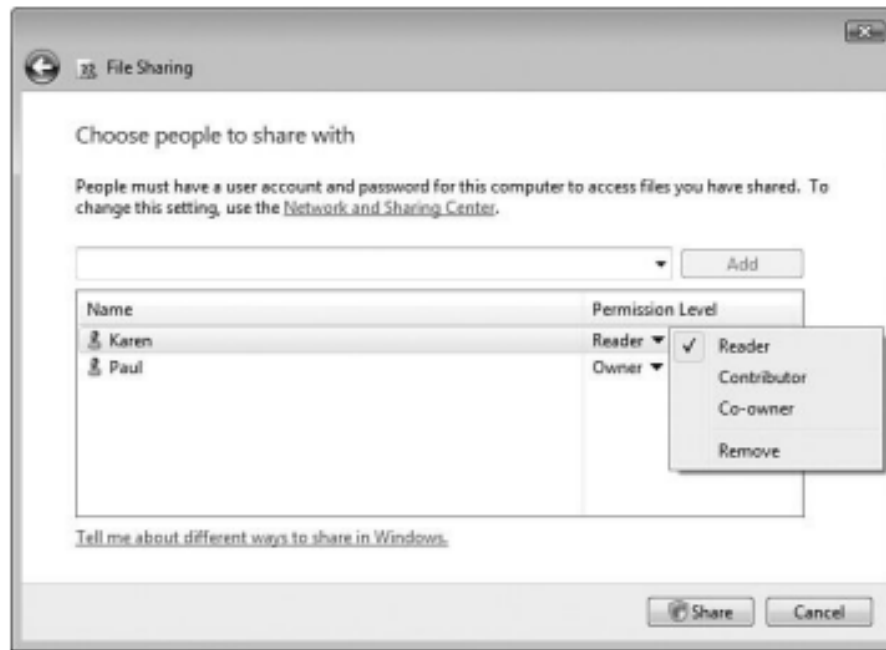 File Sharing
Choose people to share with
People must have a user account and password for this computer to access files you have shared. To
change this setting, use the Network and Sharing Center.
Add
Name Permission Level
Karen Reader
Paul Owner
Reader
Contributor
Co-owner
Remove
Tell me about different ways to share in Windows.
Share Cancel